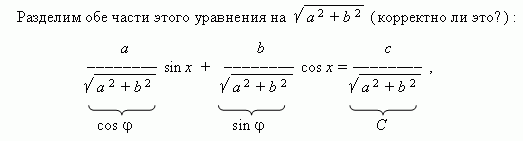 Разделим обе части этого уравнения на √a² + b² (корректно ли это?) :
a / √a² + b² sin x + b / √a² + b² cos x = c / √a² + b² ,
cos φ sin φ C